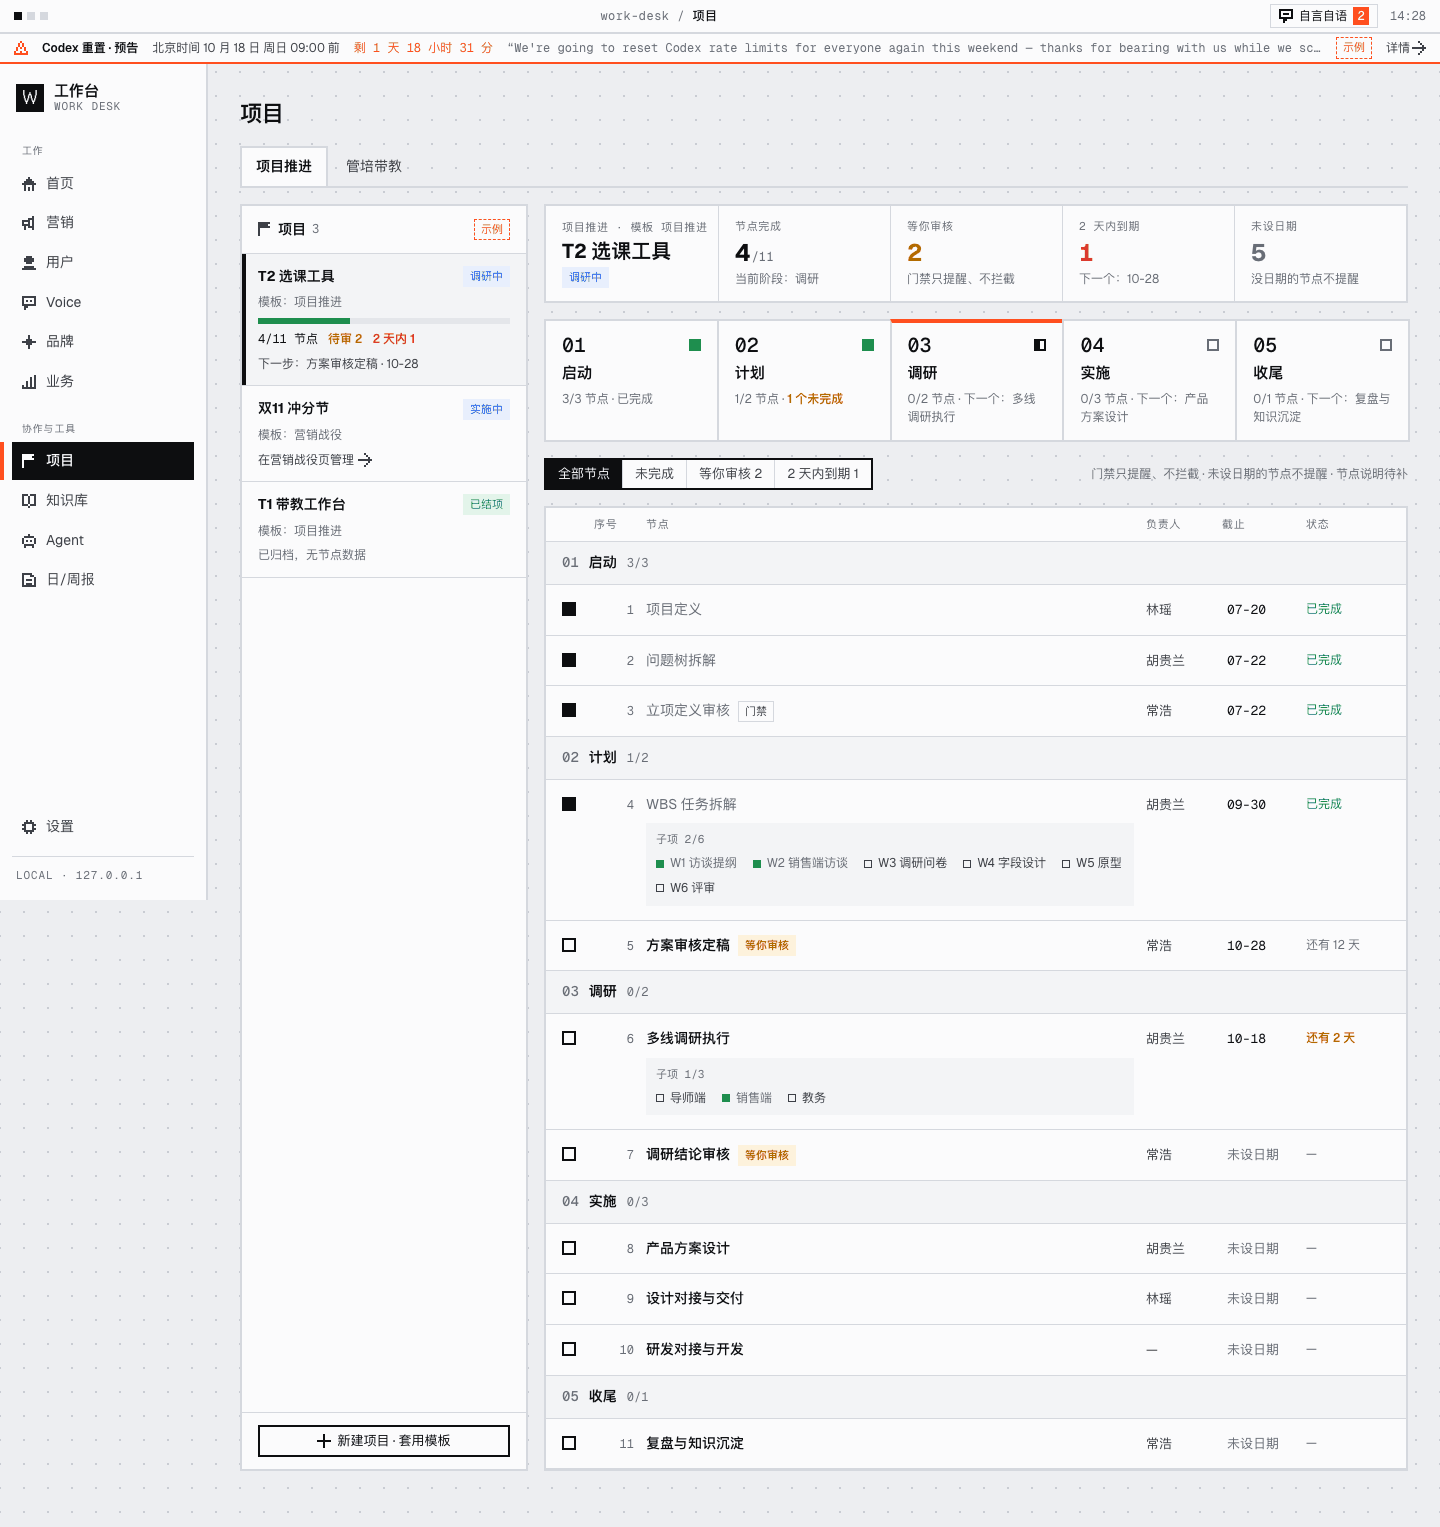 work-desk / 项目
自言自语 2
14:28
Codex 重置 · 预告 北京时间 10 月 18 日 周日 09:00 前 剩 1 天 18 小时 31 分 “We're going to reset Codex rate limits for everyone again this weekend — thanks for bearing with us while we sc… 示例 详情
W 工作台
WORK DESK
工作
首页
营销
用户
Voice
品牌
业务
协作与工具
项目
知识库
Agent
日/周报
设置
LOCAL · 127.0.0.1
项目
项目推进 管培带教
项目 3 示例
T2 选课工具 调研中
模板：项目推进
4/11 节点 待审 2 2 天内 1
下一步：方案审核定稿 · 10-28
双11 冲分节 实施中
模板：营销战役
在营销战役页管理
T1 带教工作台 已结项
模板：项目推进
已归档，无节点数据
新建项目 · 套用模板
项目推进 · 模板 项目推进
T2 选课工具
调研中
节点完成
4/11
当前阶段：调研
等你审核
2
门禁只提醒、不拦截
2 天内到期
1
下一个：10-28
未设日期
5
没日期的节点不提醒
01
启动
3/3 节点 · 已完成
02
计划
1/2 节点 · 1 个未完成
03
调研
0/2 节点 · 下一个：多线
调研执行
04
实施
0/3 节点 · 下一个：产品
方案设计
05
收尾
0/1 节点 · 下一个：复盘与
知识沉淀
全部节点 未完成 等你审核 2 2 天内到期 1
门禁只提醒、不拦截 · 未设日期的节点不提醒 · 节点说明待补
序号 节点 负责人 截止 状态
01 启动 3/3
1 项目定义 林瑶 07-20 已完成
2 问题树拆解 胡贵兰 07-22 已完成
3 立项定义审核 门禁 常浩 07-22 已完成
02 计划 1/2
4 WBS 任务拆解 胡贵兰 09-30 已完成
子项 2/6
W1 访谈提纲 W2 销售端访谈 W3 调研问卷 W4 字段设计 W5 原型
W6 评审
5 方案审核定稿 等你审核 常浩 10-28 还有 12 天
03 调研 0/2
6 多线调研执行 胡贵兰 10-18 还有 2 天
子项 1/3
导师端 销售端 教务
7 调研结论审核 等你审核 常浩 未设日期 —
04 实施 0/3
8 产品方案设计 胡贵兰 未设日期 —
9 设计对接与交付 林瑶 未设日期 —
10 研发对接与开发 — 未设日期 —
05 收尾 0/1
11 复盘与知识沉淀 常浩 未设日期 —